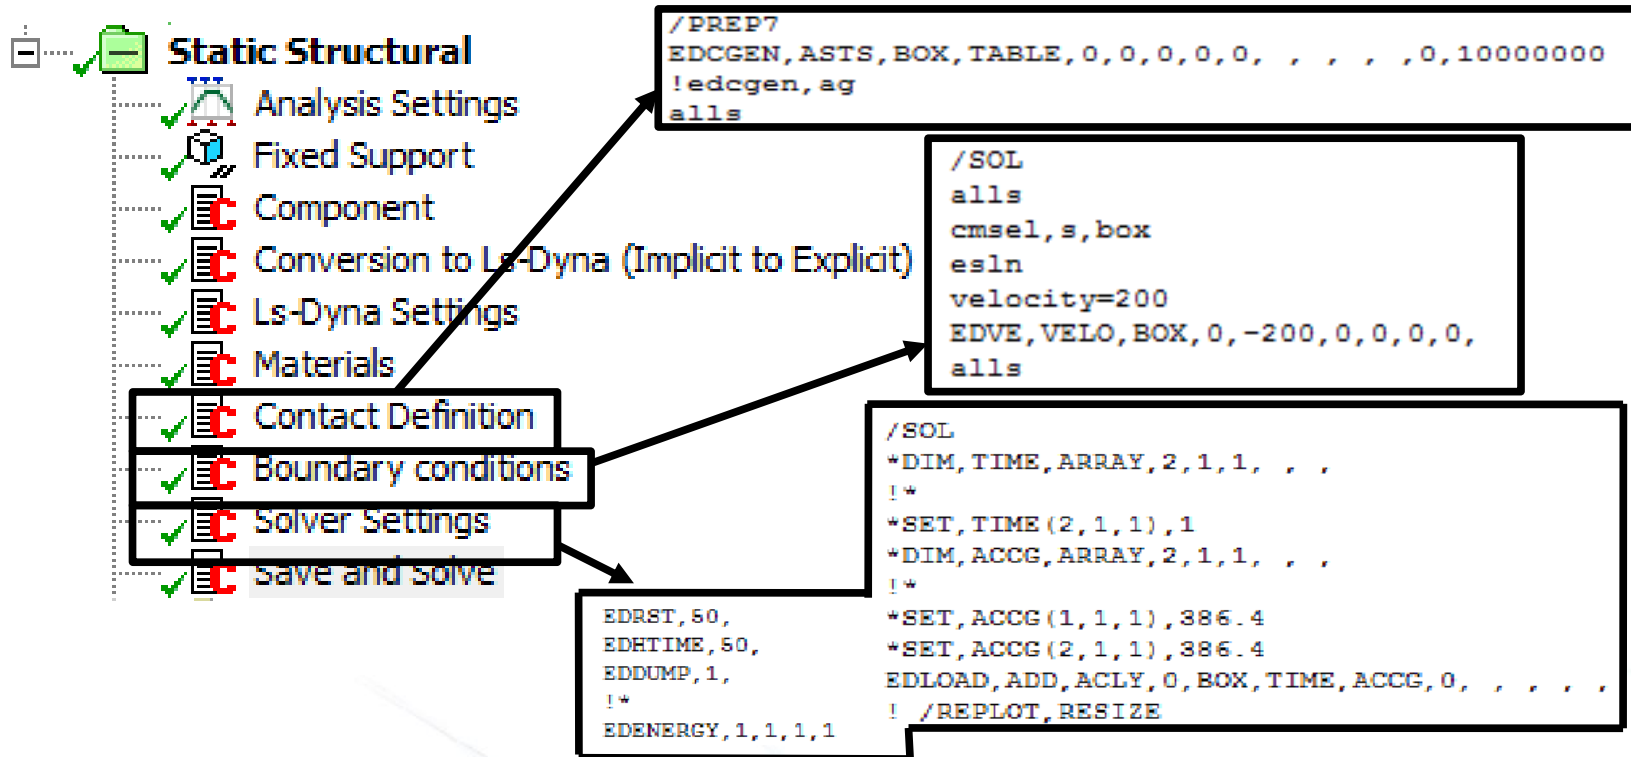 Static Structural
Analysis Settings
Fixed Support
Component
Conversion to Ls-Dyna (Implicit to Explicit)
Ls-Dyna Settings
Materials
Contact Definition
Boundary conditions
Solver Settings
Save and Solve
/PREP7
EDCGEN,ASTS,BOX,TABLE,0,0,0,0,0, , , , ,0,10000000
!edcgen,ag
alls
/SOL
alls
cmsel,s,box
esln
velocity=200
EDVE,VELO,BOX,0,-200,0,0,0,0,
alls
/SOL
*DIM,TIME,ARRAY,2,1,1, , ,
!*
*SET,TIME(2,1,1),1
*DIM,ACCG,ARRAY,2,1,1, , ,
!*
*SET,ACCG(1,1,1),386.4
*SET,ACCG(2,1,1),386.4
EDLOAD,ADD,ACLY,0,BOX,TIME,ACCG,0, , , , ,
! /REPLOT,RESIZE
EDRST,50,
EDHTIME,50,
EDDUMP,1,
!*
EDENERGY,1,1,1,1